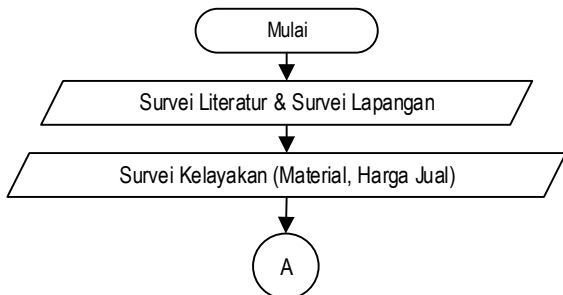 Mulai
Survei Literatur & Survei Lapangan
Survei Kelayakan (Material, Harga Jual)
A